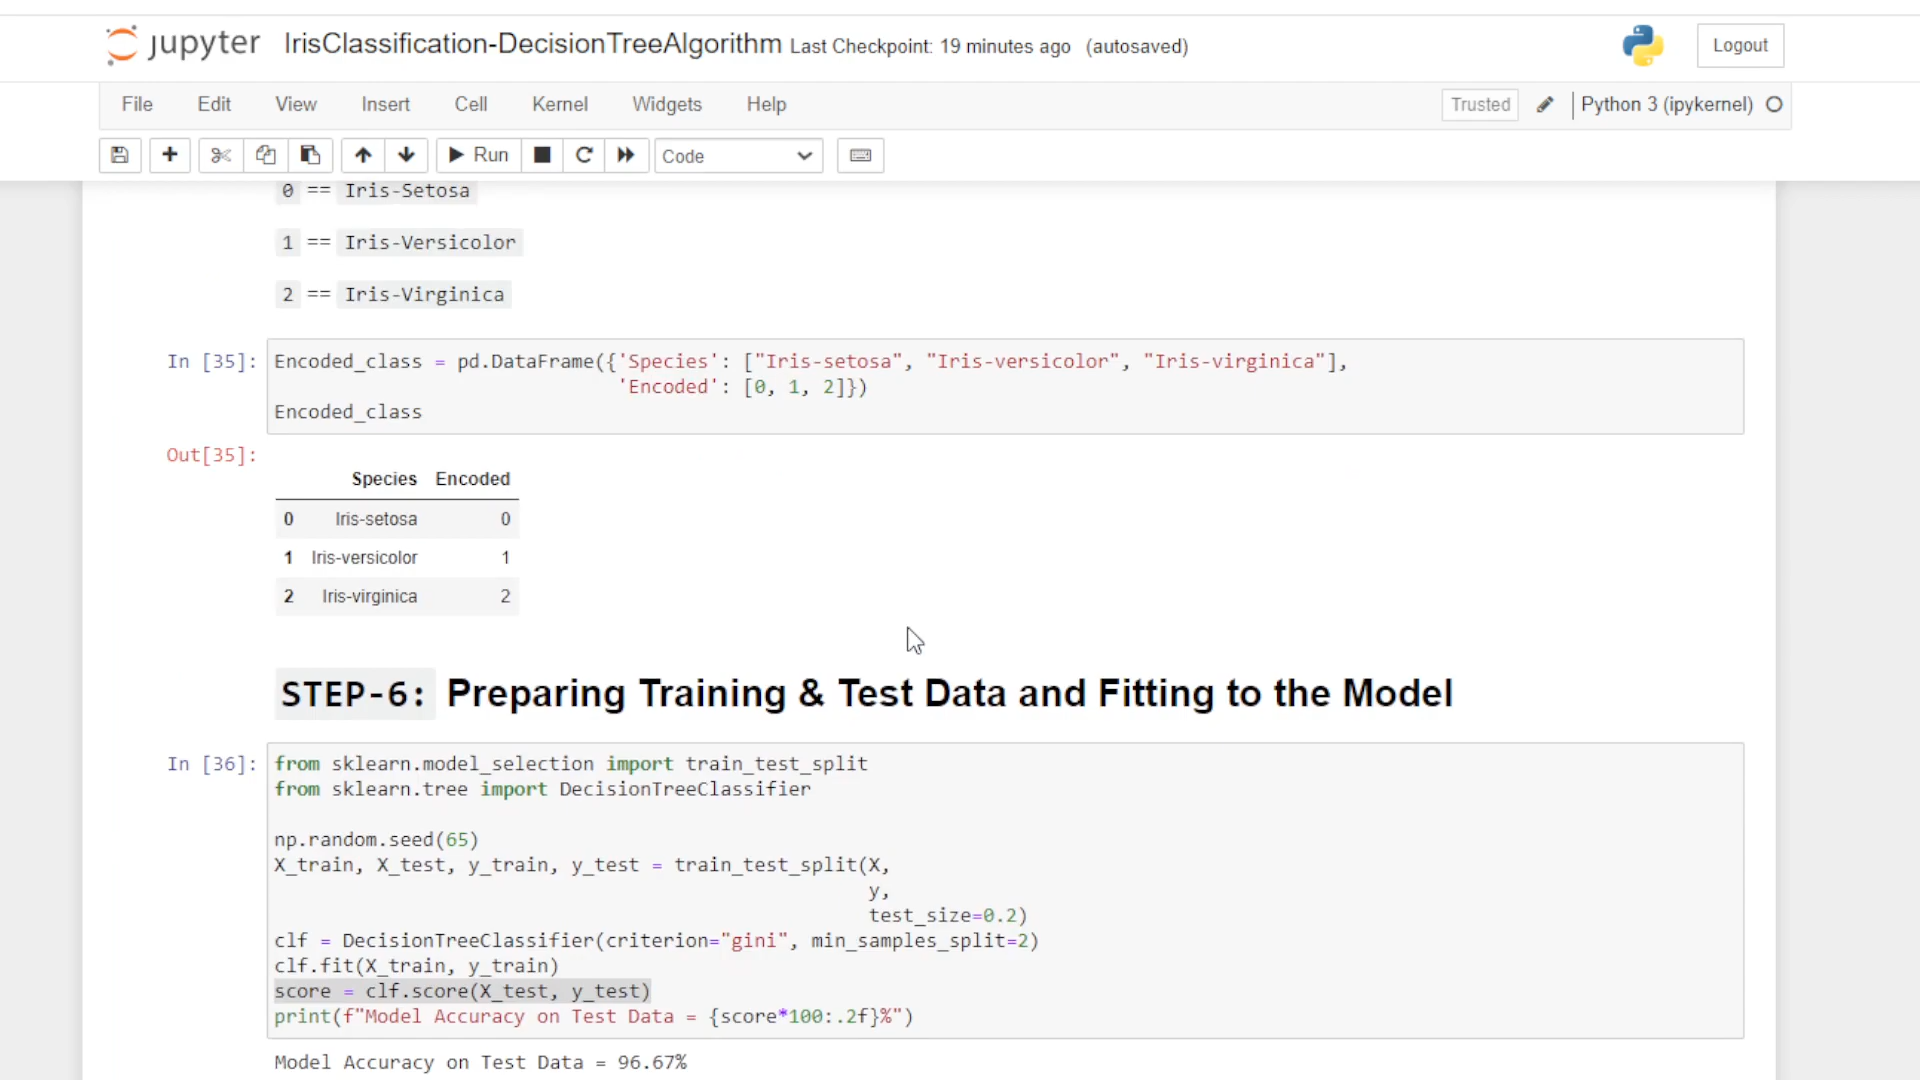 jupyter IrisClassification-DecisionTreeAlgorithm Last Checkpoint: 19 minutes ago (autosaved) Logout
File Edit View Insert Cell Kernel Widgets Help Trusted Python 3 (ipykernel)
Run Code
0 == Iris-Setosa
1 == Iris-Versicolor
2 == Iris-Virginica
In [35]: Encoded_class = pd.DataFrame({'Species': ["Iris-setosa", "Iris-versicolor", "Iris-virginica"],
'Encoded': [0, 1, 2]})
Encoded_class
Out[35]:
Species Encoded
0 Iris-setosa 0
1 Iris-versicolor 1
2 Iris-virginica 2
STEP-6: Preparing Training & Test Data and Fitting to the Model
In [36]: from sklearn.model_selection import train_test_split
from sklearn.tree import DecisionTreeClassifier
np.random.seed(65)
X_train, X_test, y_train, y_test = train_test_split(X,
y,
test_size=0.2)
clf = DecisionTreeClassifier(criterion="gini", min_samples_split=2)
clf.fit(X_train, y_train)
score = clf.score(X_test, y_test)
print(f"Model Accuracy on Test Data = {score*100:.2f}%")
Model Accuracy on Test Data = 96.67%